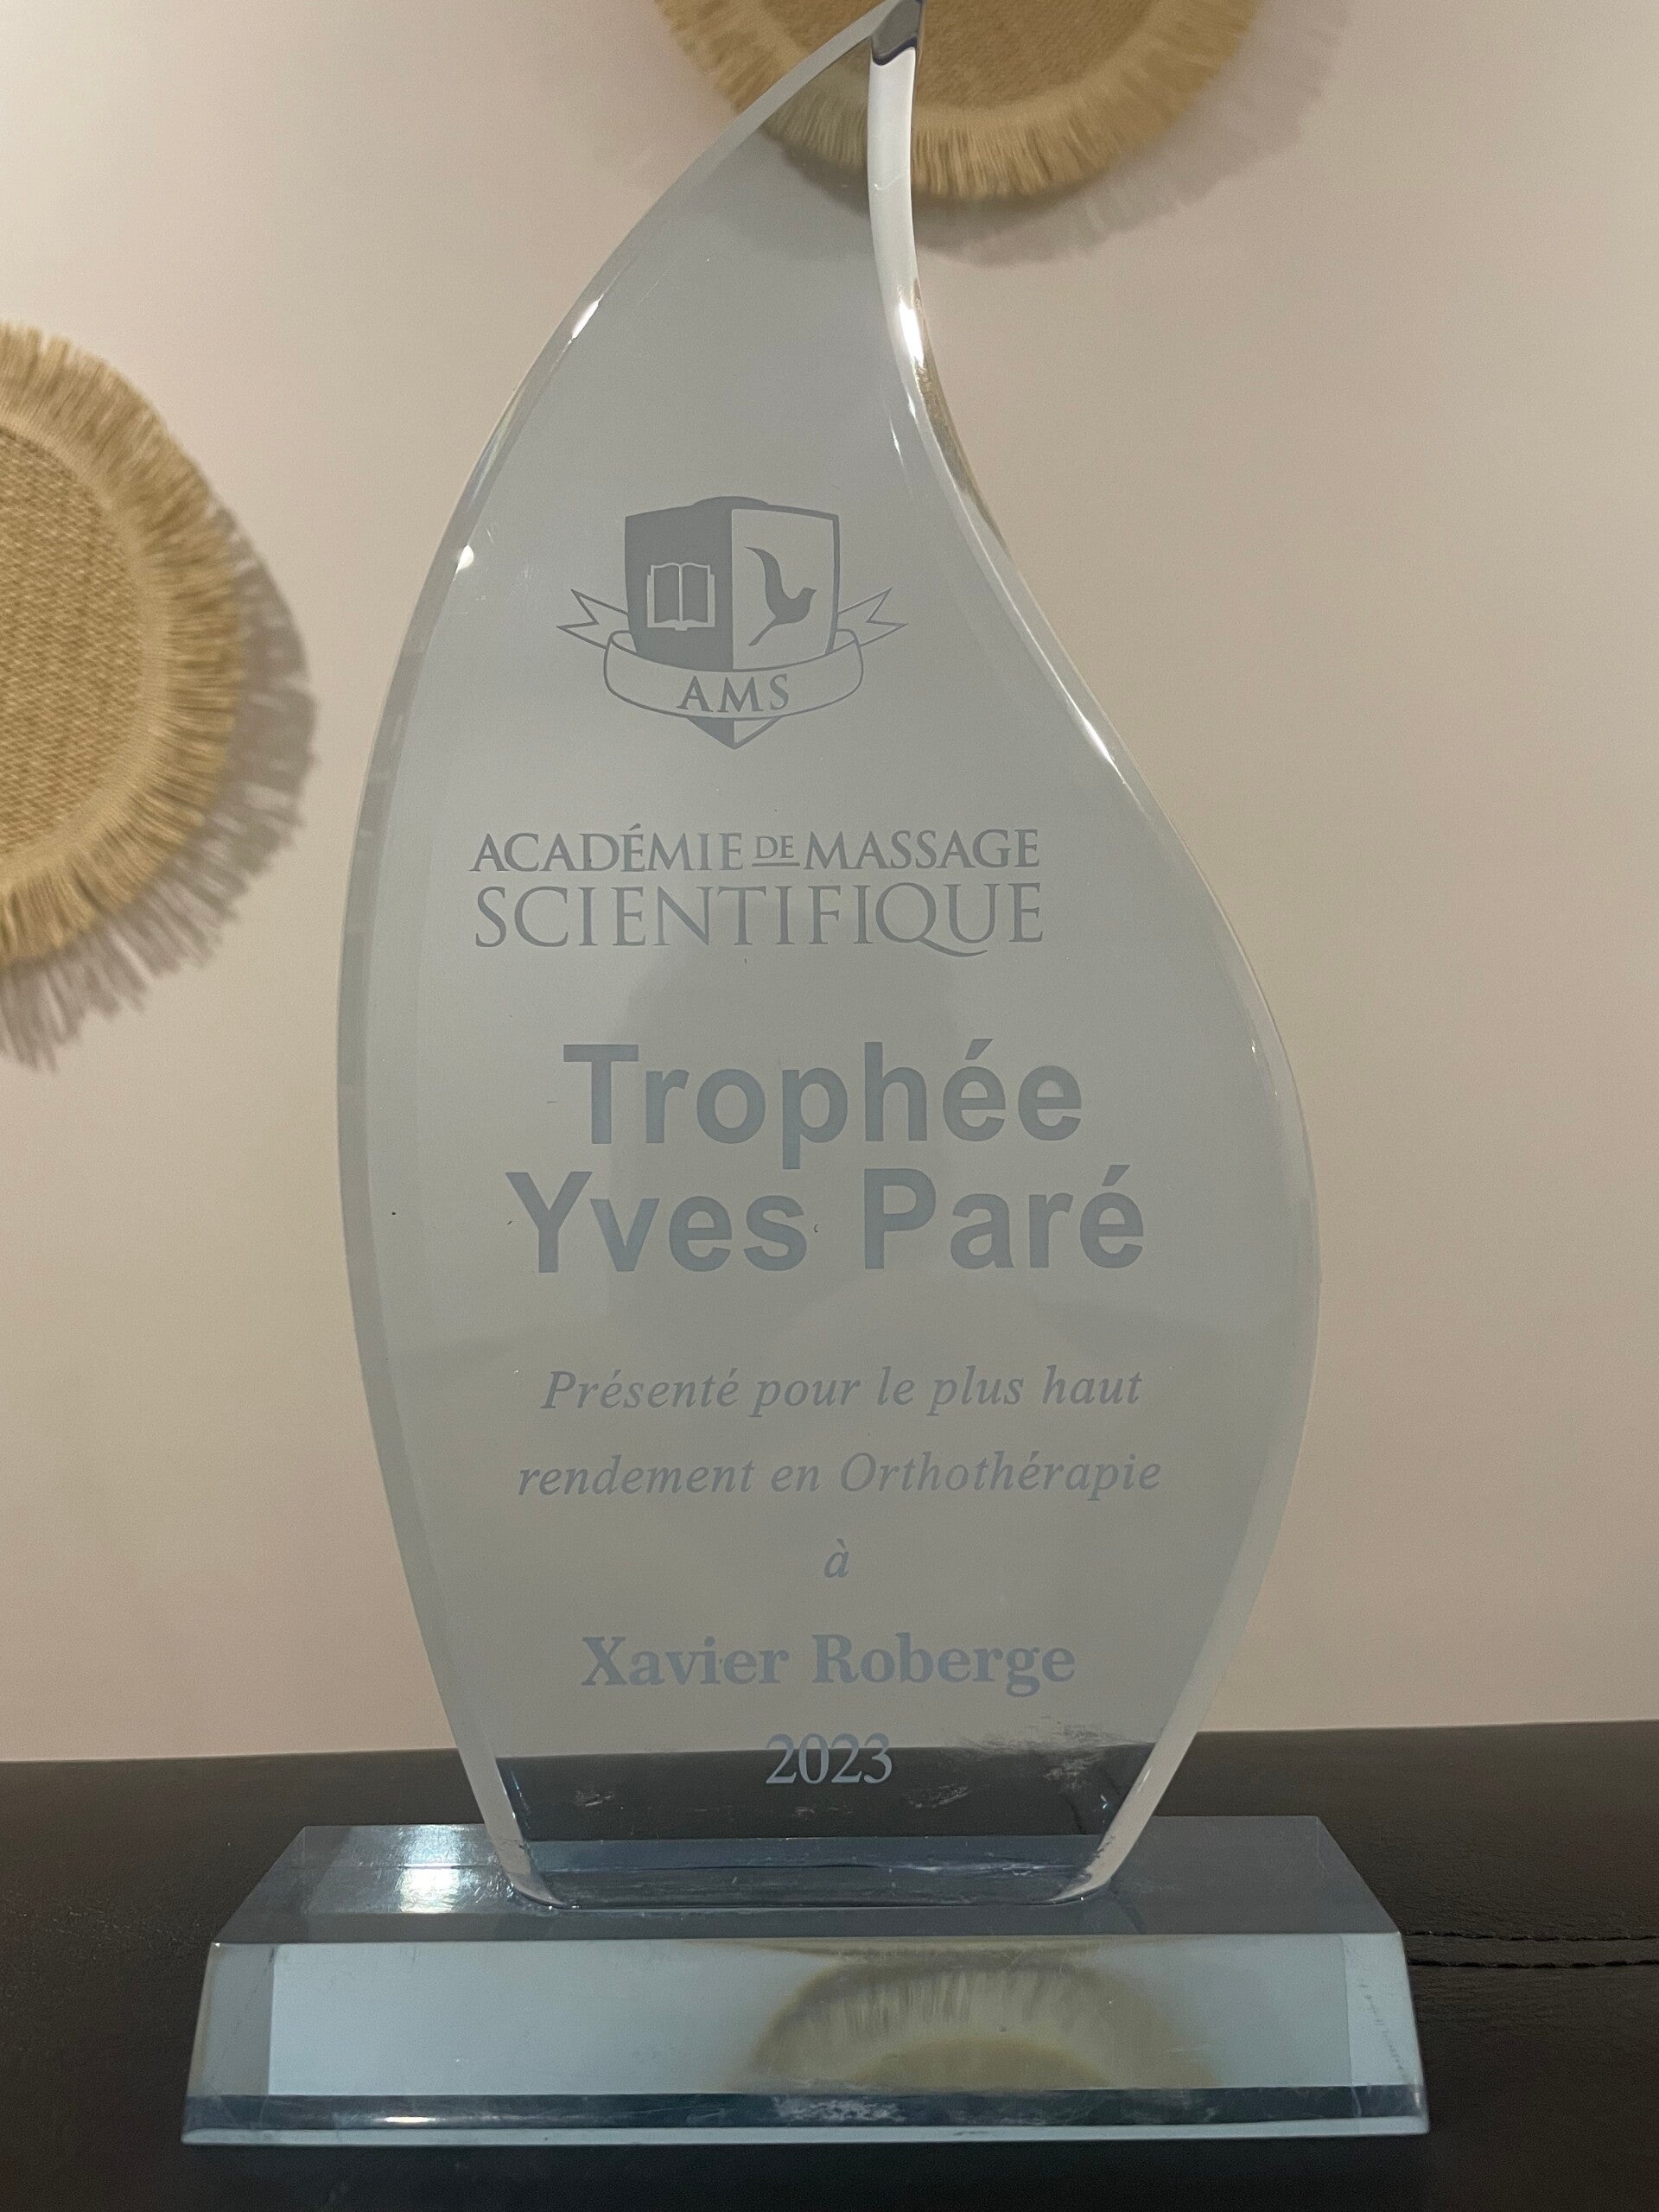 AMS
ACADÉMIE DE MASSAGE
SCIENTIFIQUE
Trophée
Yves Paré
Présenté pour le plus haut
rendement en Orthothérapie
à
Xavier Roberge
2023